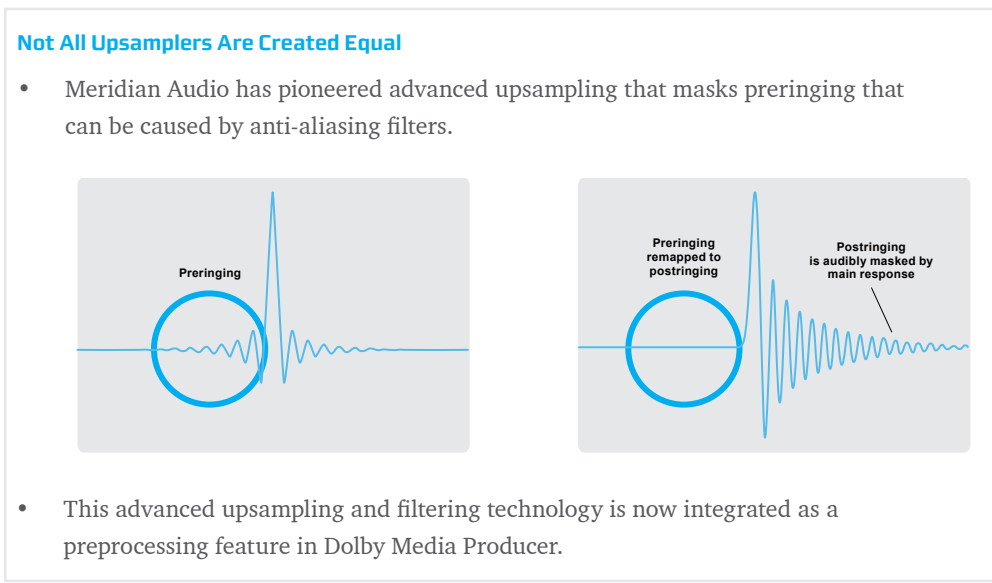 Not All Upsamplers Are Created Equal
• Meridian Audio has pioneered advanced upsampling that masks preringing that
can be caused by anti-aliasing filters.
Preringing
Preringing
remapped to
postringing
Postringing
is audibly masked by
main response
• This advanced upsampling and filtering technology is now integrated as a
preprocessing feature in Dolby Media Producer.